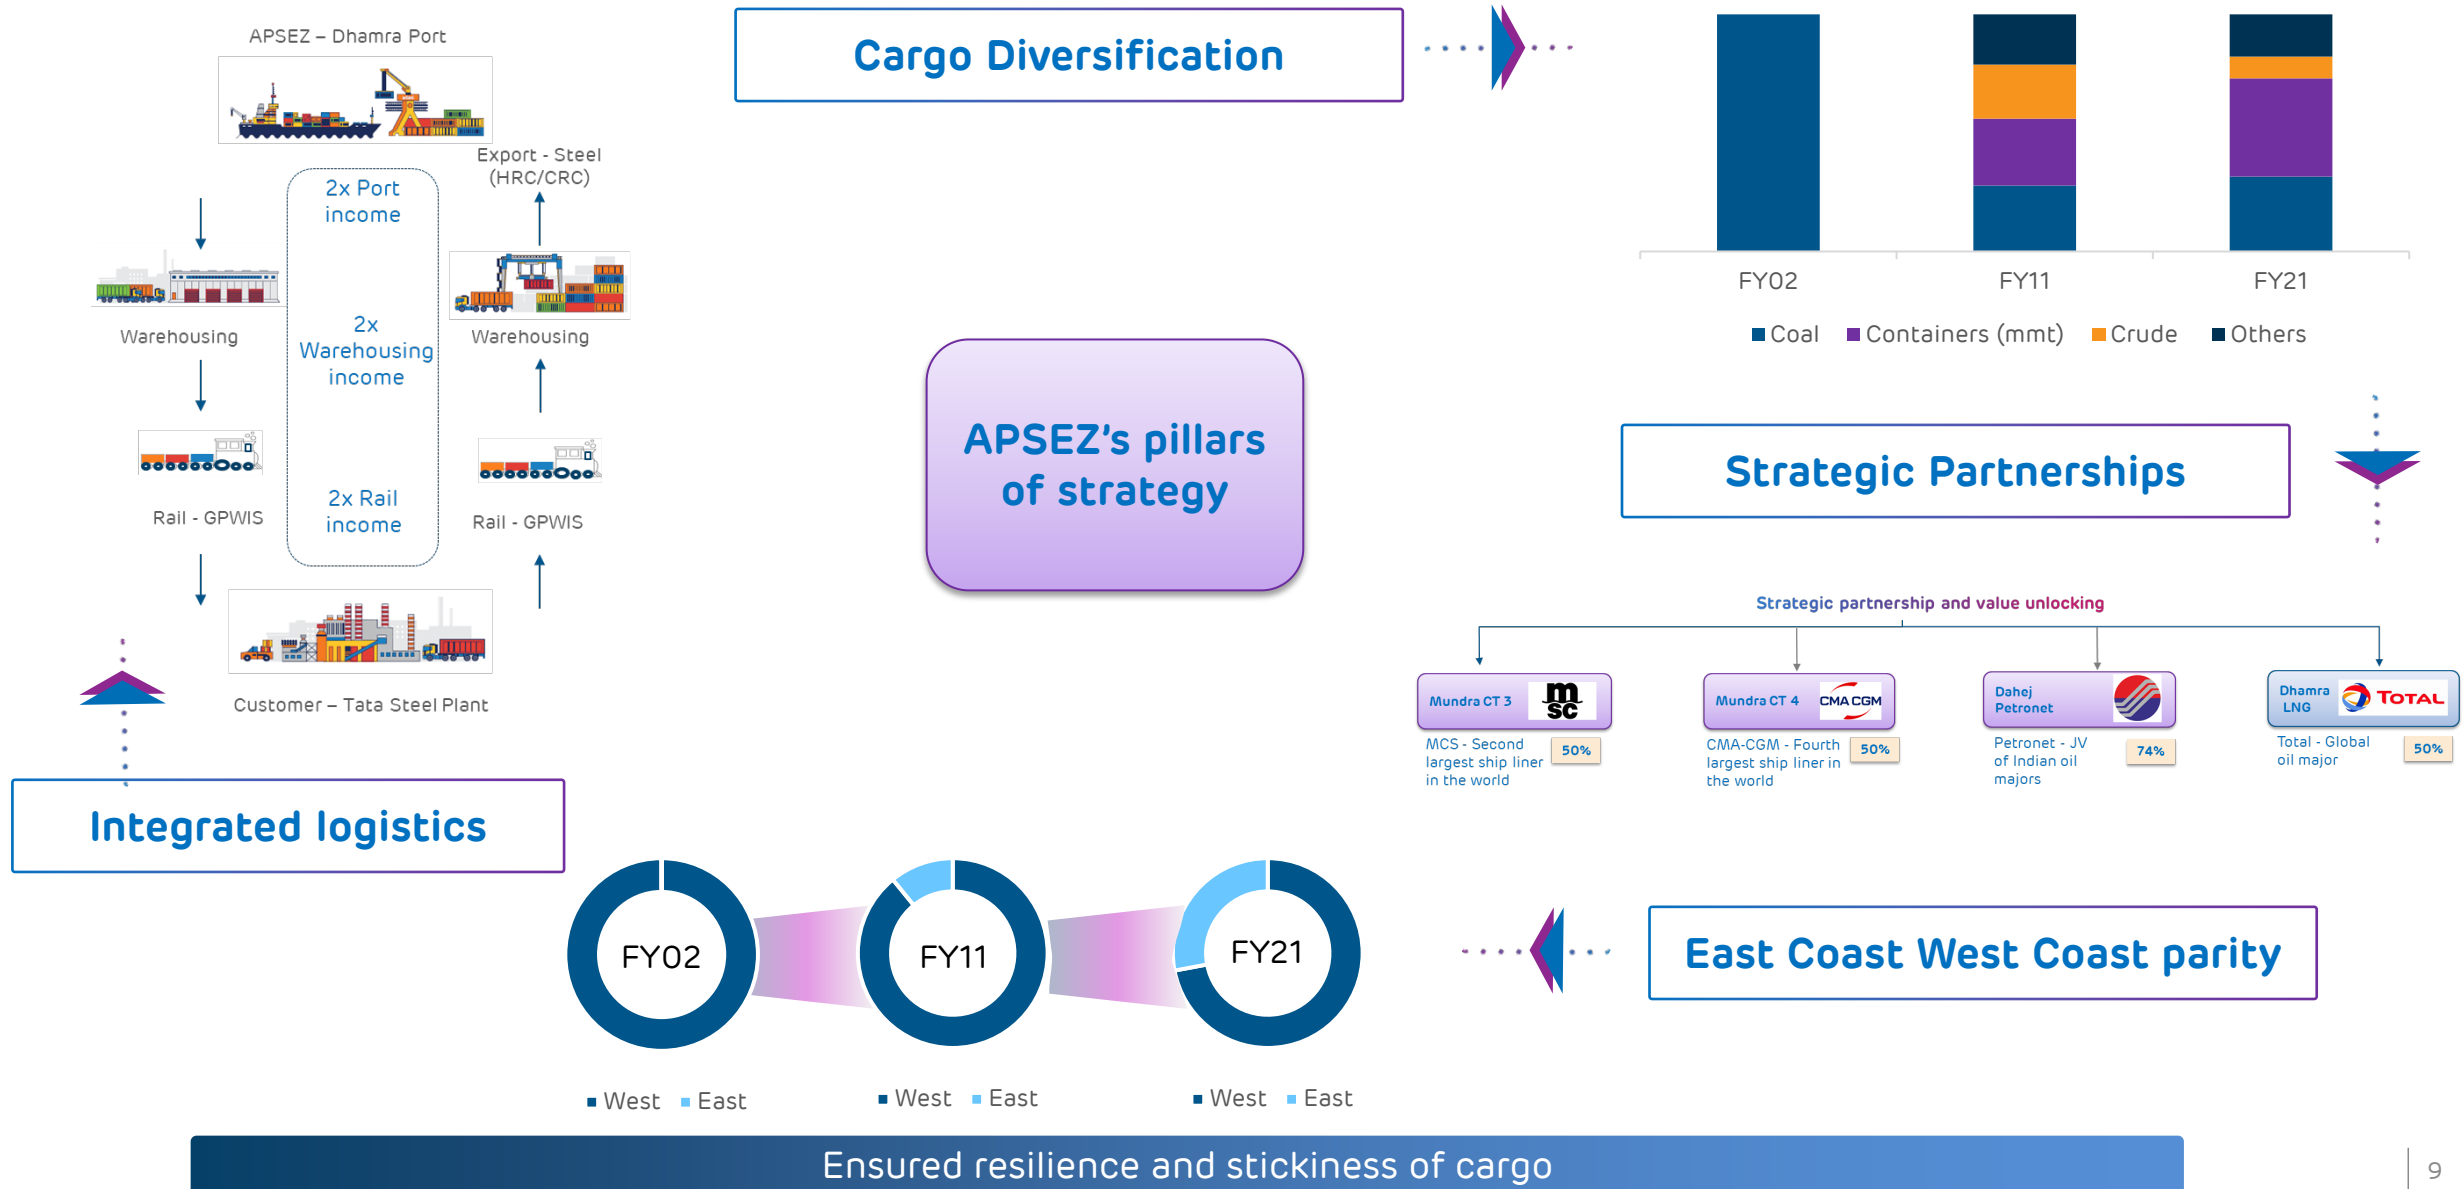 APSEZ – Dhamra Port
Export - Steel
(HRC/CRC)
2x Port
income
Warehousing
2x
Warehousing
income
Warehousing
Rail - GPWIS
2x Rail
income
Rail - GPWIS
Customer – Tata Steel Plant
Integrated logistics
Cargo Diversification
FY02
FY11
FY21
Coal
Containers (mmt)
Crude
Others
APSEZ’s pillars
of strategy
Strategic Partnerships
Strategic partnership and value unlocking
Mundra CT 3
m
sc
MCS - Second
largest ship liner
in the world
50%
Mundra CT 4
CMA CGM
CMA-CGM - Fourth
largest ship liner in
the world
50%
Dahej
Petronet
Petronet - JV
of Indian oil
majors
74%
Dhamra
LNG
TOTAL
Total - Global
oil major
50%
East Coast West Coast parity
FY02
West East
FY11
West East
FY21
West East
Ensured resilience and stickiness of cargo
9